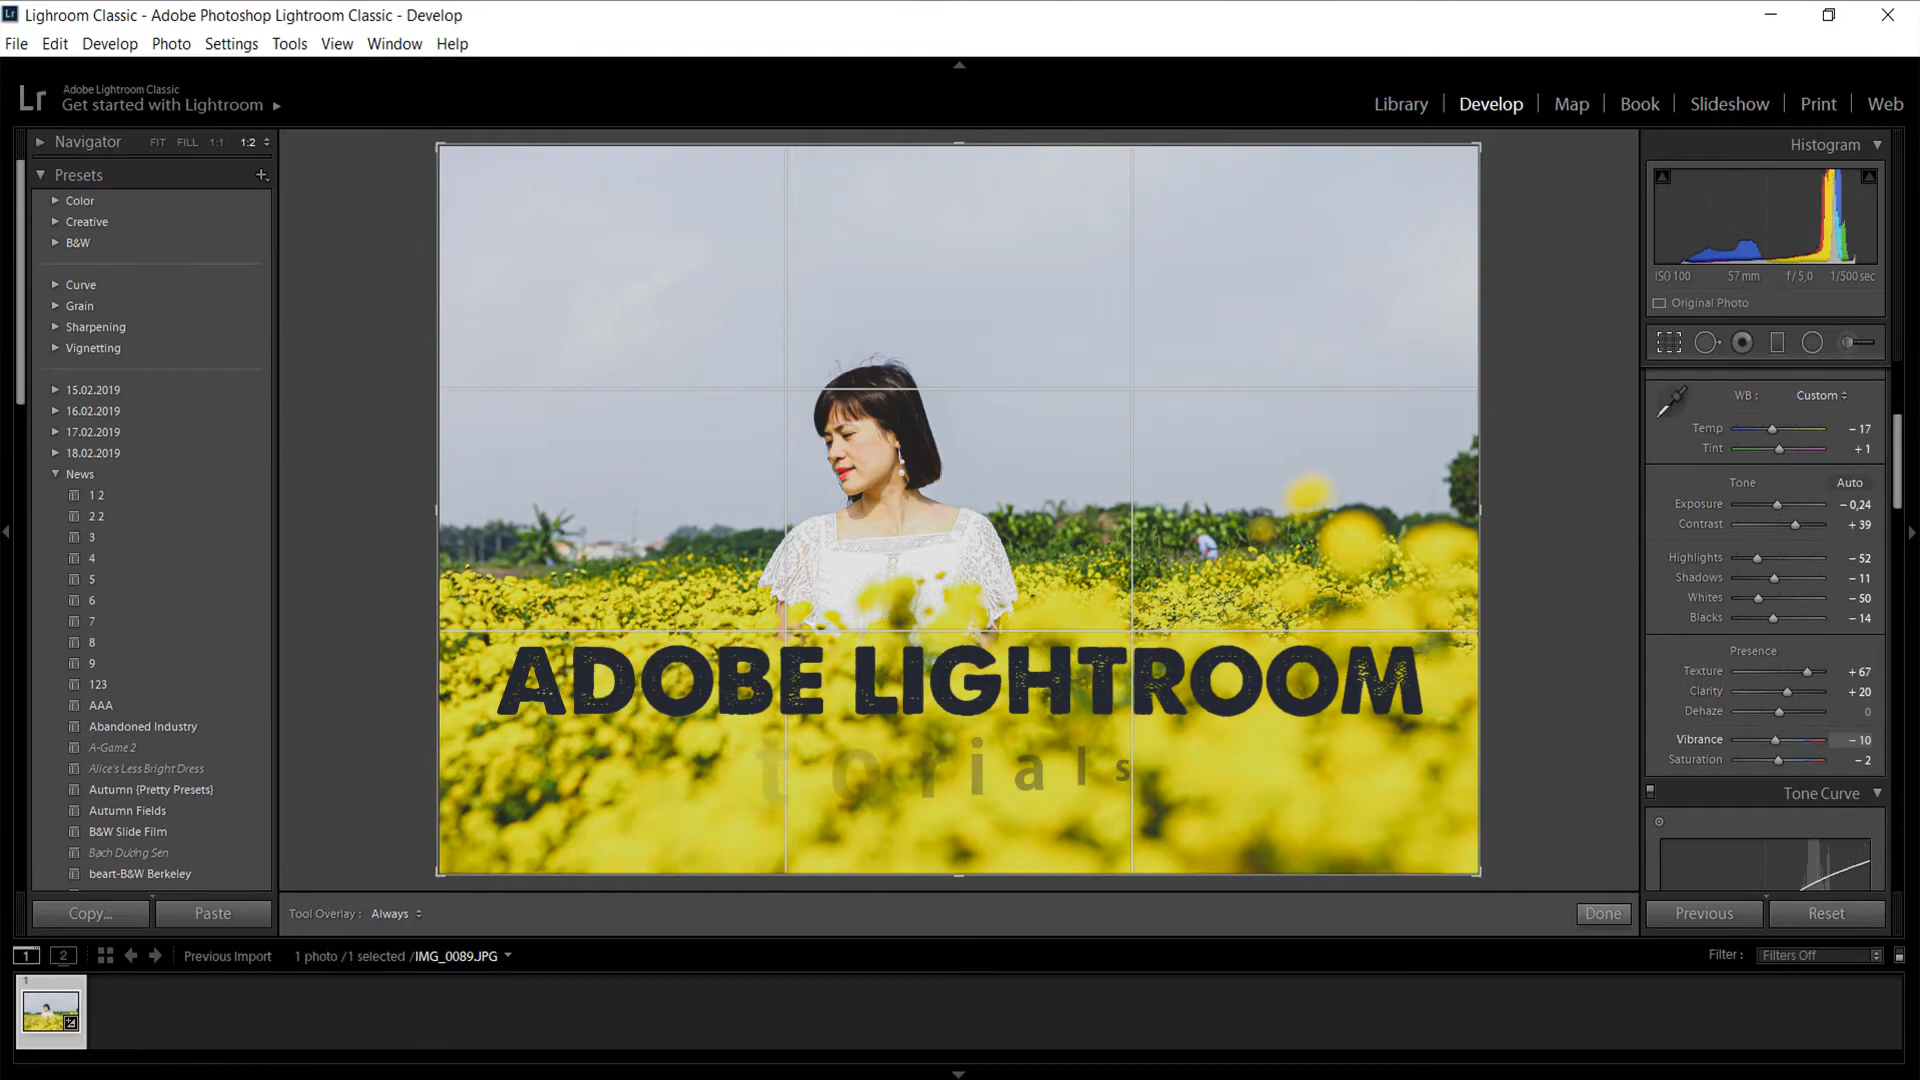 Lighroom Classic - Adobe Photoshop Lightroom Classic - Develop
File Edit Develop Photo Settings Tools View Window Help
Lr
Adobe Lightroom Classic
Get started with Lightroom
Library Develop Map Book Slideshow Print Web
Navigator FIT FILL 1:1 1:2
Presets
Color
Creative
B&W
Curve
Grain
Sharpening
Vignetting
15.02.2019
16.02.2019
17.02.2019
18.02.2019
News
1 2
2 2
3
4
5
6
7
8
9
123
AAA
Abandoned Industry
A-Game 2
Alice's Less Bright Dress
Autumn {Pretty Presets}
Autumn Fields
B&W Slide Film
Bạch Dương Sen
beart-B&W Berkeley
Copy... Paste
ADOBE LIGHTROOM
torials
Tool Overlay : Always
Done
Histogram
ISO 100 57 mm f / 5,0 1/500 sec
Original Photo
WB : Custom
Temp - 17
Tint + 1
Tone Auto
Exposure - 0,24
Contrast + 39
Highlights - 52
Shadows - 11
Whites - 50
Blacks - 14
Presence
Texture + 67
Clarity + 20
Dehaze 0
Vibrance - 10
Saturation - 2
Tone Curve
Previous Reset
1 2 Previous Import 1 photo /1 selected /IMG_0089.JPG
Filter : Filters Off
1